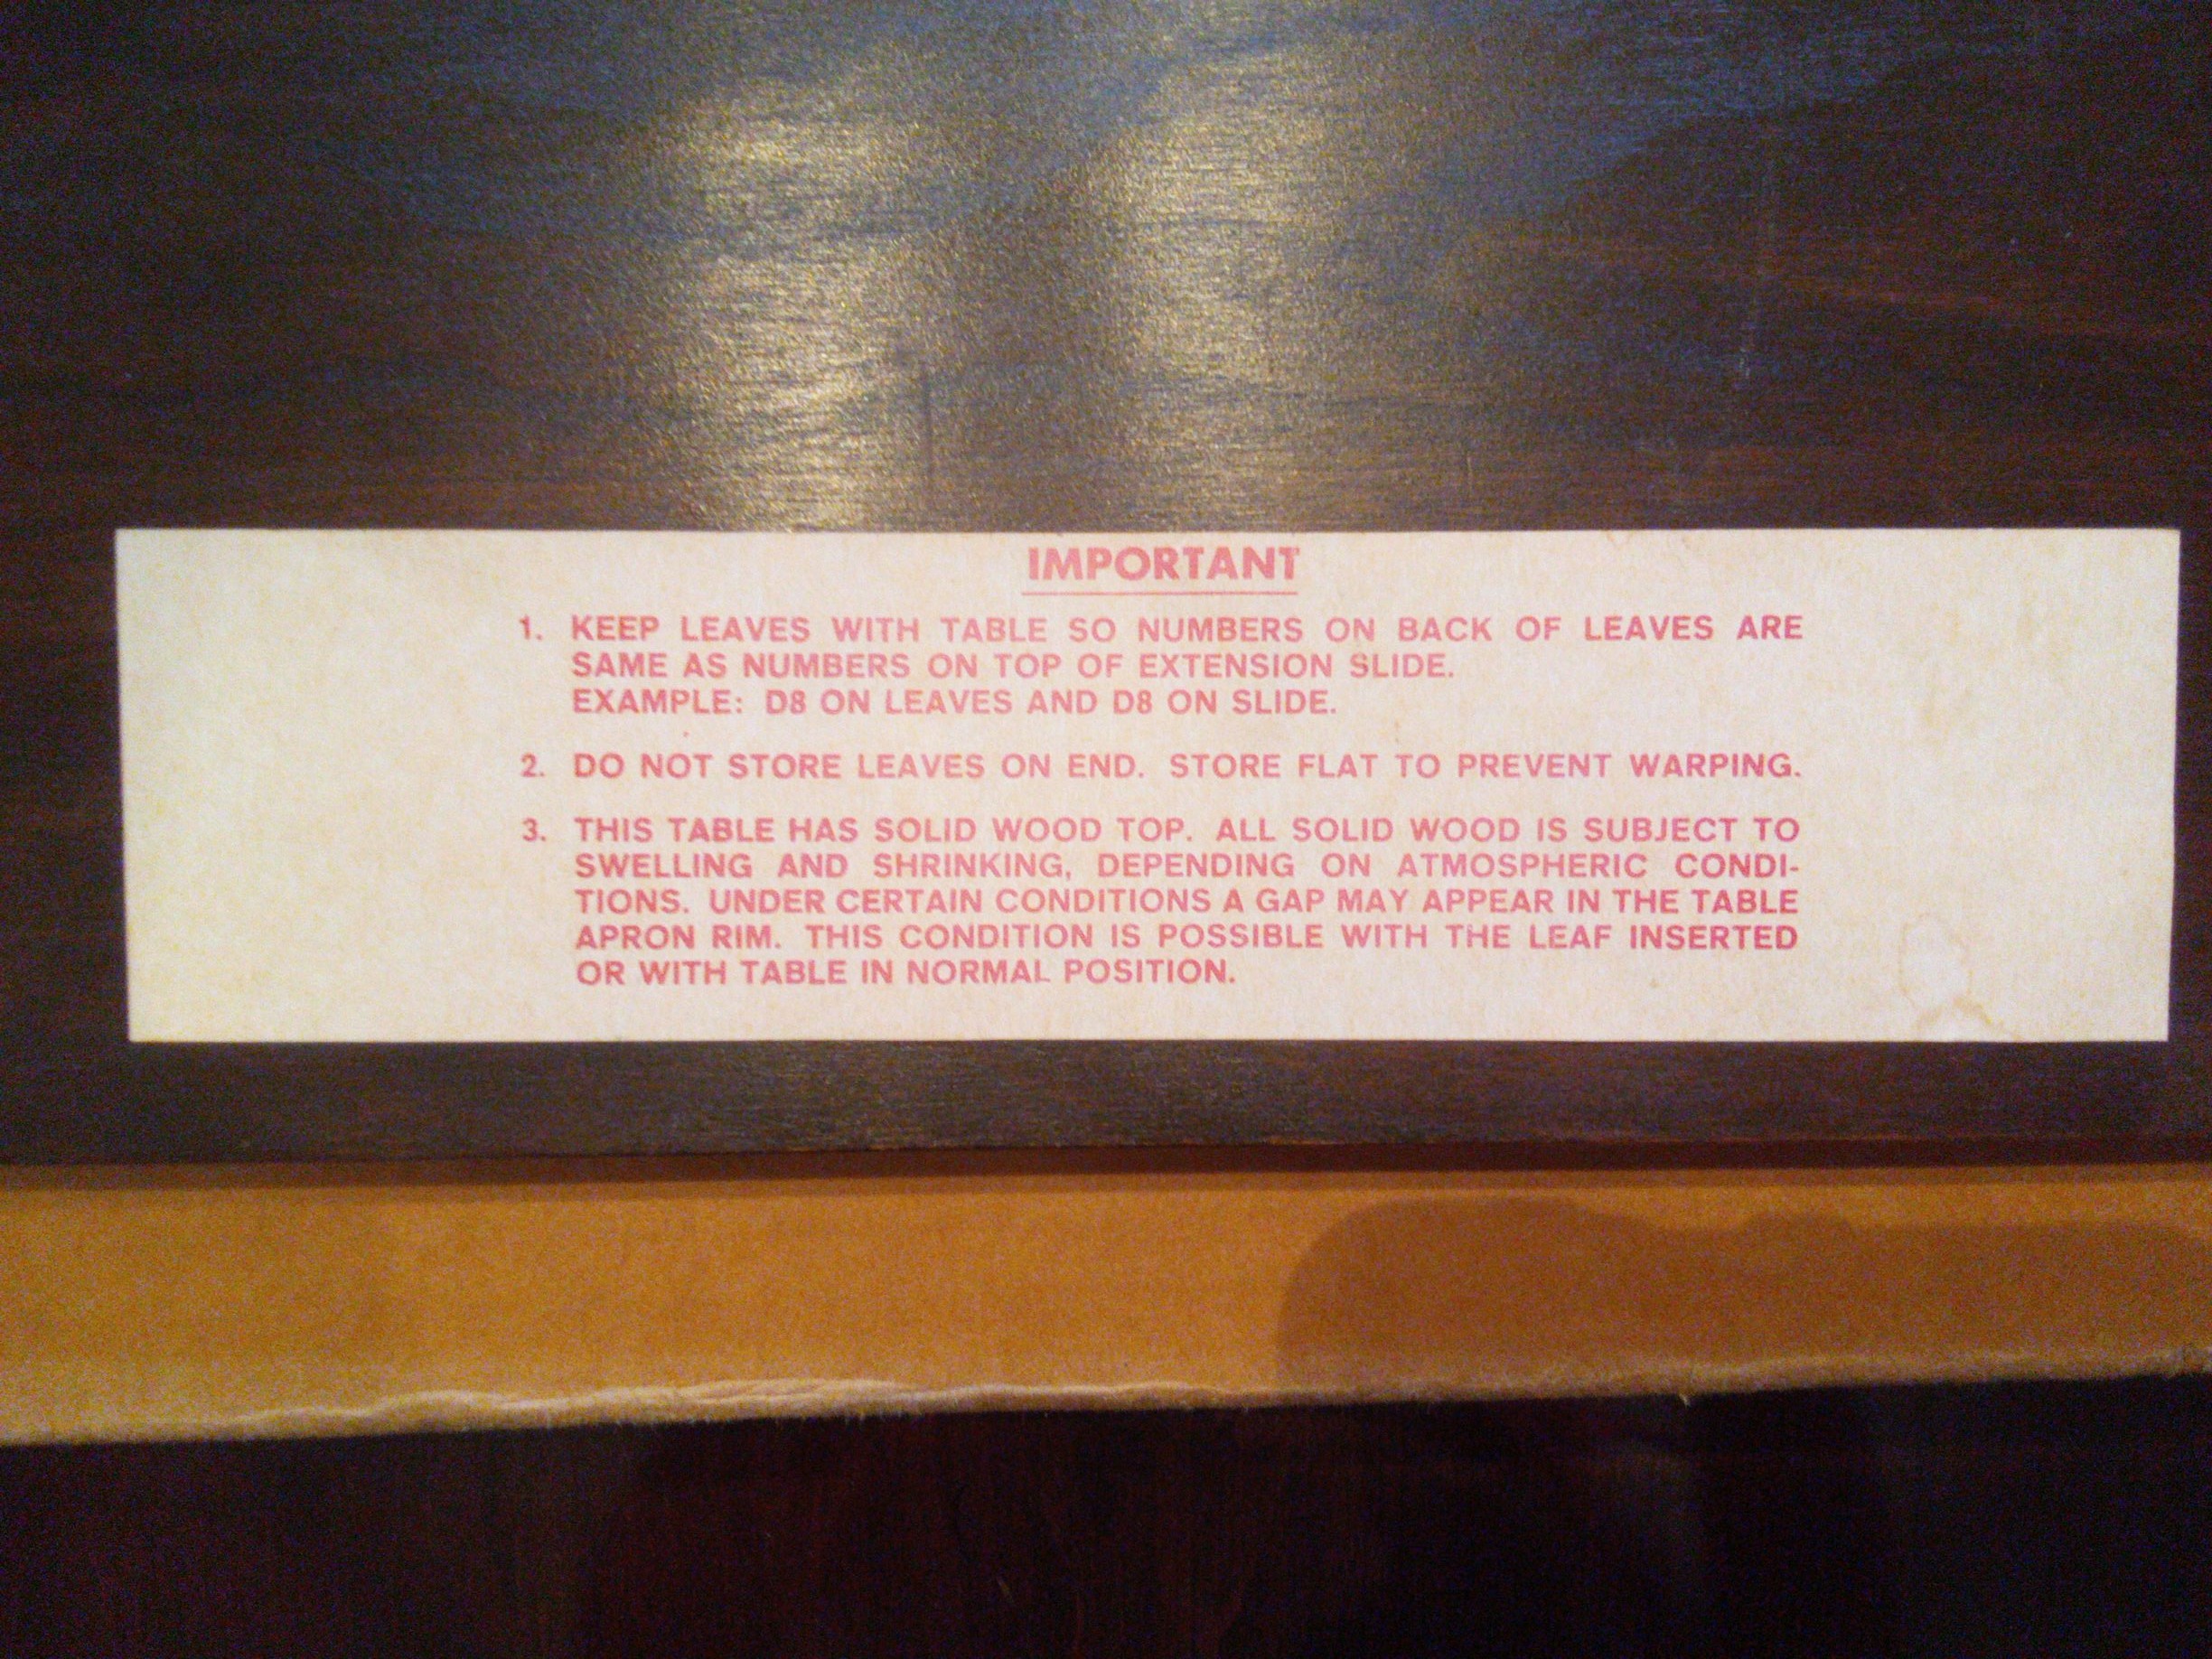 IMPORTANT
1. KEEP LEAVES WITH TABLE SO NUMBERS ON BACK OF LEAVES ARE
SAME AS NUMBERS ON TOP OF EXTENSION SLIDE.
EXAMPLE: D8 ON LEAVES AND D8 ON SLIDE.
2. DO NOT STORE LEAVES ON END. STORE FLAT TO PREVENT WARPING.
3. THIS TABLE HAS SOLID WOOD TOP. ALL SOLID WOOD IS SUBJECT TO
SWELLING AND SHRINKING, DEPENDING ON ATMOSPHERIC CONDI-
TIONS. UNDER CERTAIN CONDITIONS A GAP MAY APPEAR IN THE TABLE
APRON RIM. THIS CONDITION IS POSSIBLE WITH THE LEAF INSERTED
OR WITH TABLE IN NORMAL POSITION.